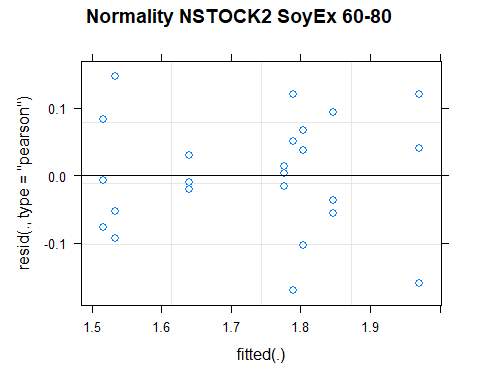 Normality NSTOCK2 SoyEx 60-80
resid(., type = "pearson")
0.1
0.0
-0.1
1.5 1.6 1.7 1.8 1.9
fitted(.)